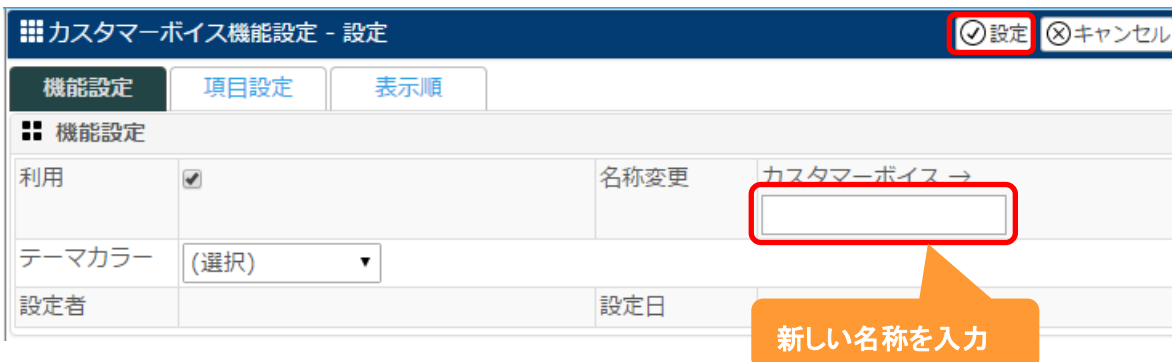 カスタマーボイス機能設定 - 設定
設定 キャンセル
機能設定 項目設定 表示順
機能設定
利用 名称変更 カスタマーボイス →
テーマカラー (選択)
設定者 設定日
新しい名称を入力